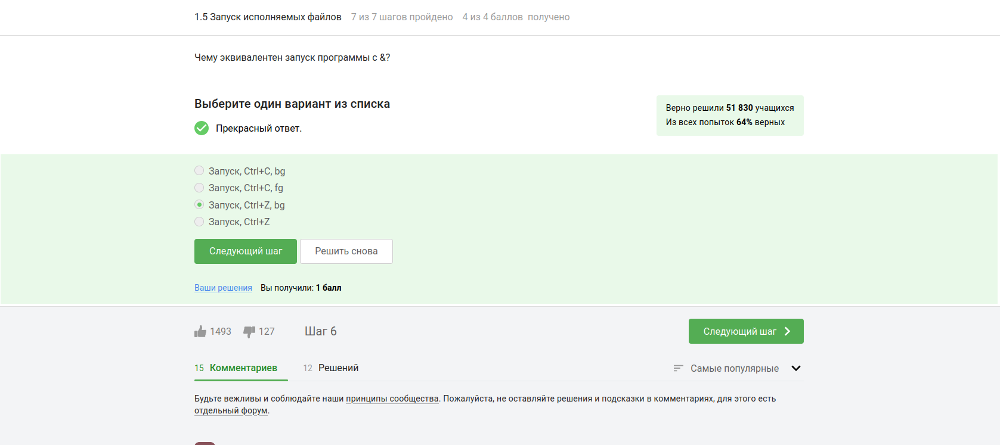 1.5 Запуск исполняемых файлов 7 из 7 шагов пройдено 4 из 4 баллов получено
Чему эквивалентен запуск программы с &?
Выберите один вариант из списка
Прекрасный ответ.
Верно решили 51 830 учащихся
Из всех попыток 64% верных
Запуск, Ctrl+C, bg
Запуск, Ctrl+C, fg
Запуск, Ctrl+Z, bg
Запуск, Ctrl+Z
Следующий шаг Решить снова
Ваши решения Вы получили: 1 балл
1493 127 Шаг 6 Следующий шаг
15 Комментариев 12 Решений Самые популярные
Будьте вежливы и соблюдайте наши принципы сообщества. Пожалуйста, не оставляйте решения и подсказки в комментариях, для этого есть
отдельный форум.